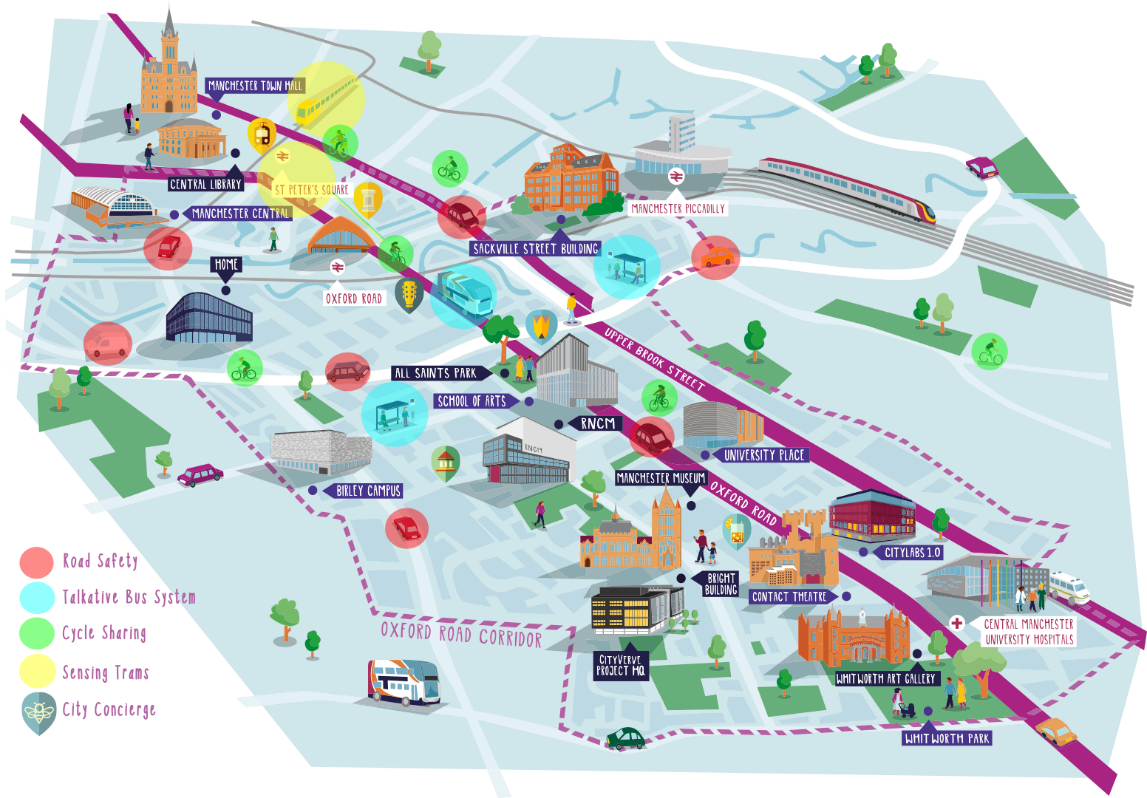 MANCHESTER TOWN HALL
CENTRAL LIBRARY
ST PETER'S SQUARE
MANCHESTER CENTRAL
MANCHESTER PICCADILLY
SACKVILLE STREET BUILDING
HOME
OXFORD ROAD
UPPER BROOK STREET
ALL SAINTS PARK
SCHOOL OF ARTS
RNCM
RNCM
UNIVERSITY PLACE
MANCHESTER MUSEUM
OXFORD ROAD
BIRLEY CAMPUS
CITYLABS 1.0
BRIGHT
BUILDING
CONTACT THEATRE
CENTRAL MANCHESTER
UNIVERSITY HOSPITALS
OXFORD ROAD CORRIDOR
CITYVERVE
PROJECT HQ
WHITWORTH ART GALLERY
WHITWORTH PARK
Road Safety
Talkative Bus System
Cycle Sharing
Sensing Trams
City Concierge